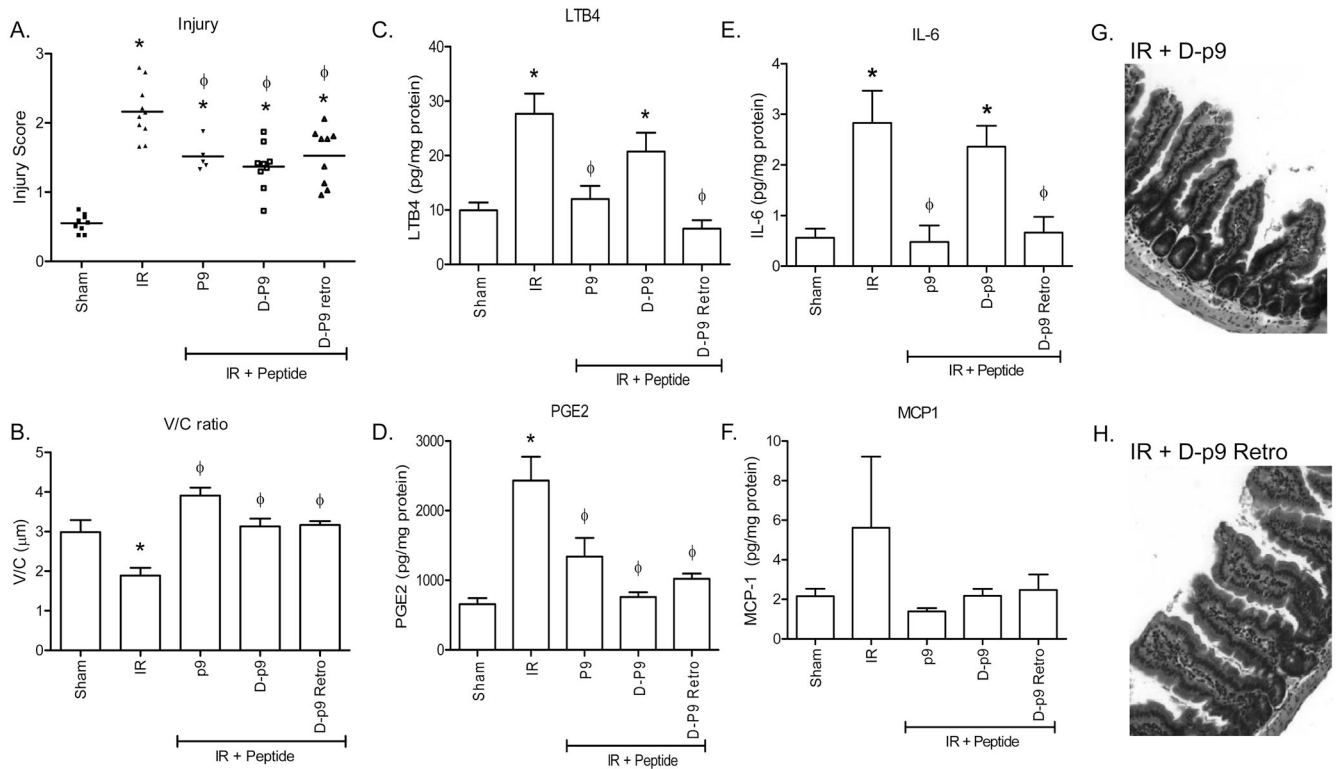 A.
Injury
*
ϕ
*
ϕ
*
ϕ
*
Injury Score
3
2
1
0
Sham
IR
P9
D-P9
D-P9 retro
IR + Peptide
B.
V/C ratio
*
ϕ
ϕ
ϕ
V/C (μm)
5
4
3
2
1
0
Sham
IR
p9
D-p9
D-p9 Retro
IR + Peptide
C.
LTB4
*
ϕ
*
ϕ
LTB4 (pg/mg protein)
40
30
20
10
0
Sham
IR
P9
D-P9
D-P9 Retro
IR + Peptide
D.
PGE2
*
ϕ
ϕ
ϕ
PGE2 (pg/mg protein)
3000
2000
1000
0
Sham
IR
P9
D-P9
D-P9 Retro
IR + Peptide
E.
IL-6
*
ϕ
*
ϕ
IL-6 (pg/mg protein)
4
3
2
1
0
Sham
IR
p9
D-p9
D-p9 Retro
IR + Peptide
F.
MCP1
MCP-1 (pg/mg protein)
10
8
6
4
2
0
Sham
IR
p9
D-p9
D-p9 Retro
IR + Peptide
G.
IR + D-p9
H.
IR + D-p9 Retro